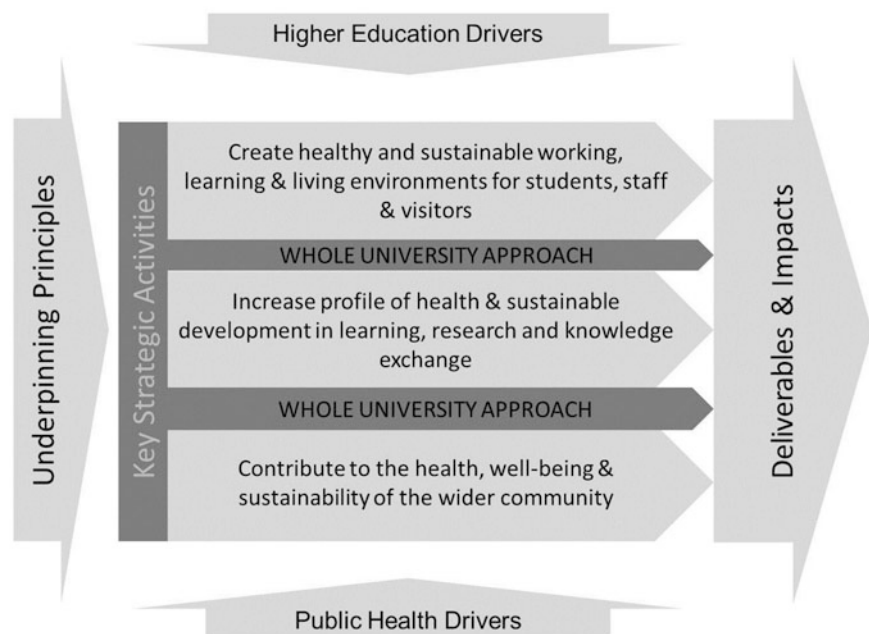 Higher Education Drivers
Underpinning Principles
Key Strategic Activities
Create healthy and sustainable working,
learning & living environments for students, staff
& visitors
WHOLE UNIVERSITY APPROACH
Increase profile of health & sustainable
development in learning, research and knowledge
exchange
WHOLE UNIVERSITY APPROACH
Contribute to the health, well-being &
sustainability of the wider community
Deliverables & Impacts
Public Health Drivers